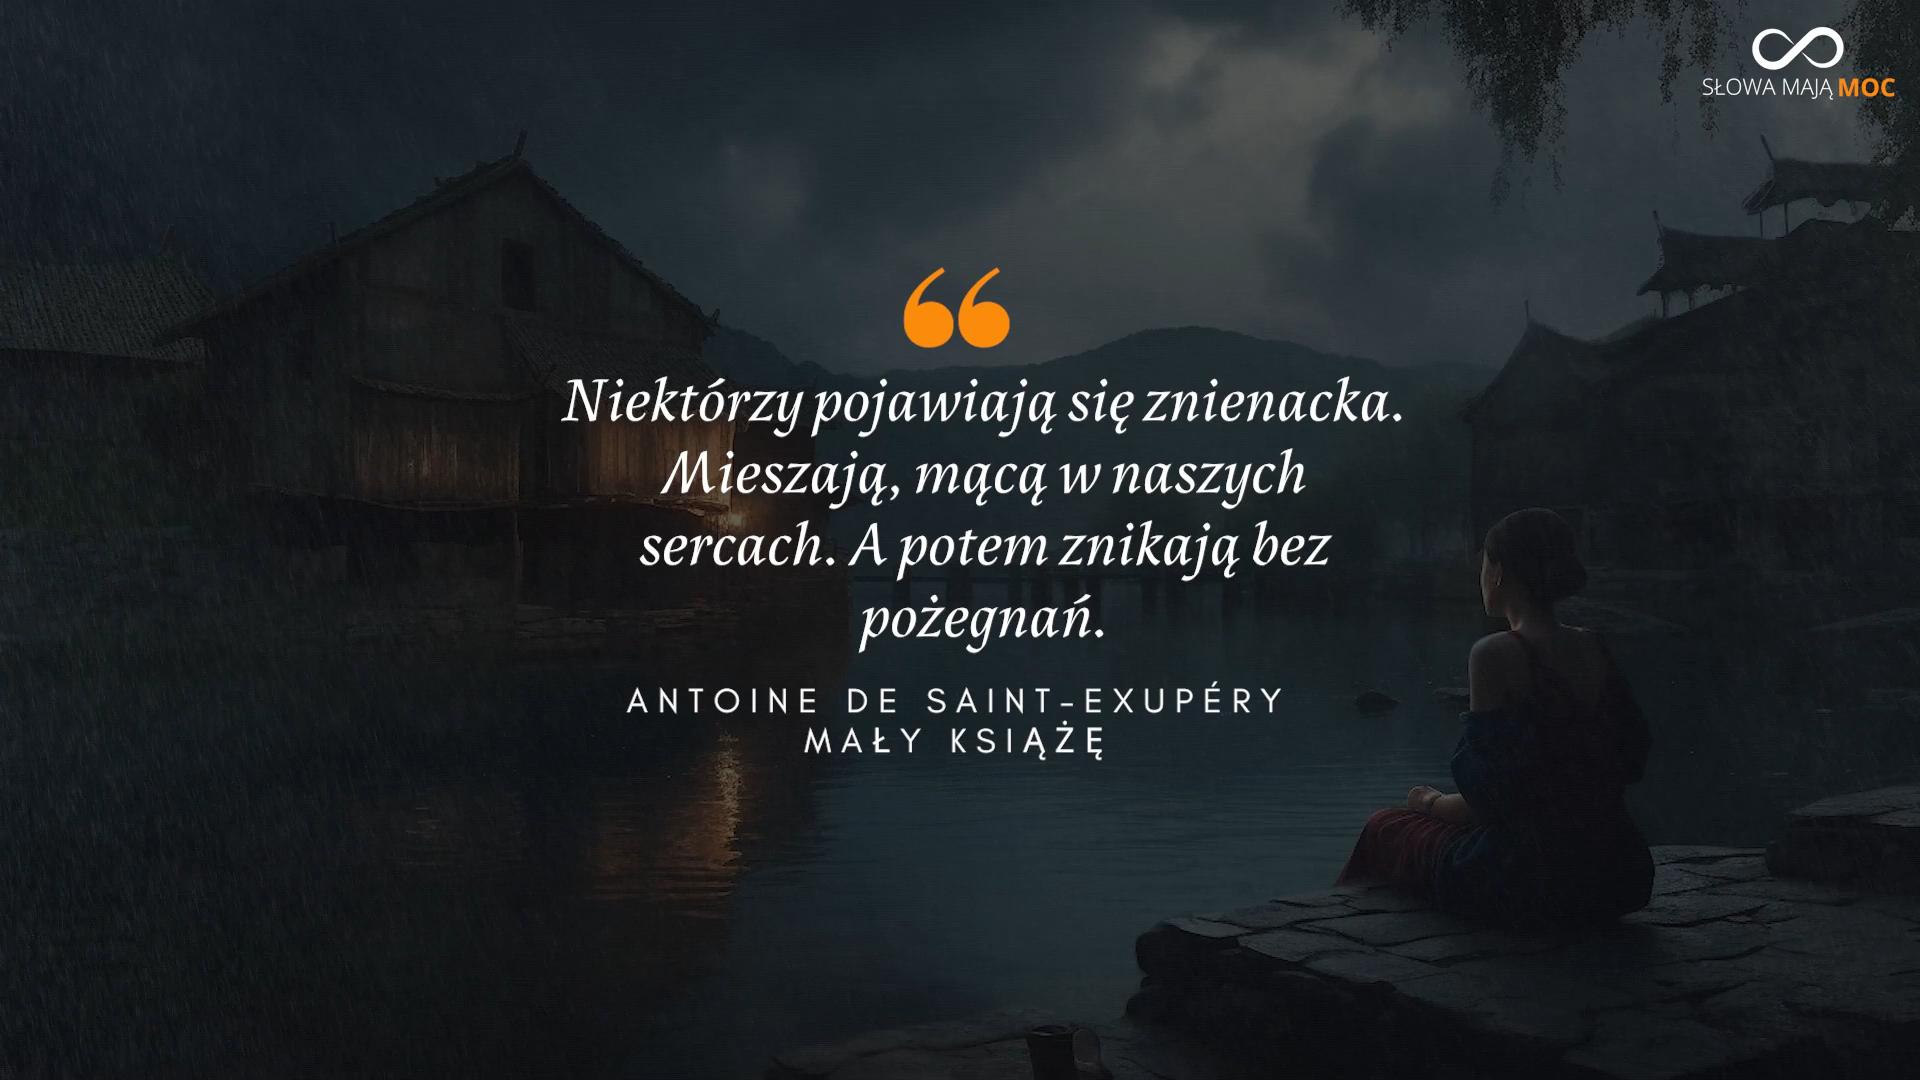 SŁOWA MAJĄ MOC
Niektórzy pojawiają się znienacka.
Mieszają, mącą w naszych
sercach. A potem znikają bez
pożegnań.
ANTOINE DE SAINT-EXUPÉRY
MAŁY KSIĄŻĘ